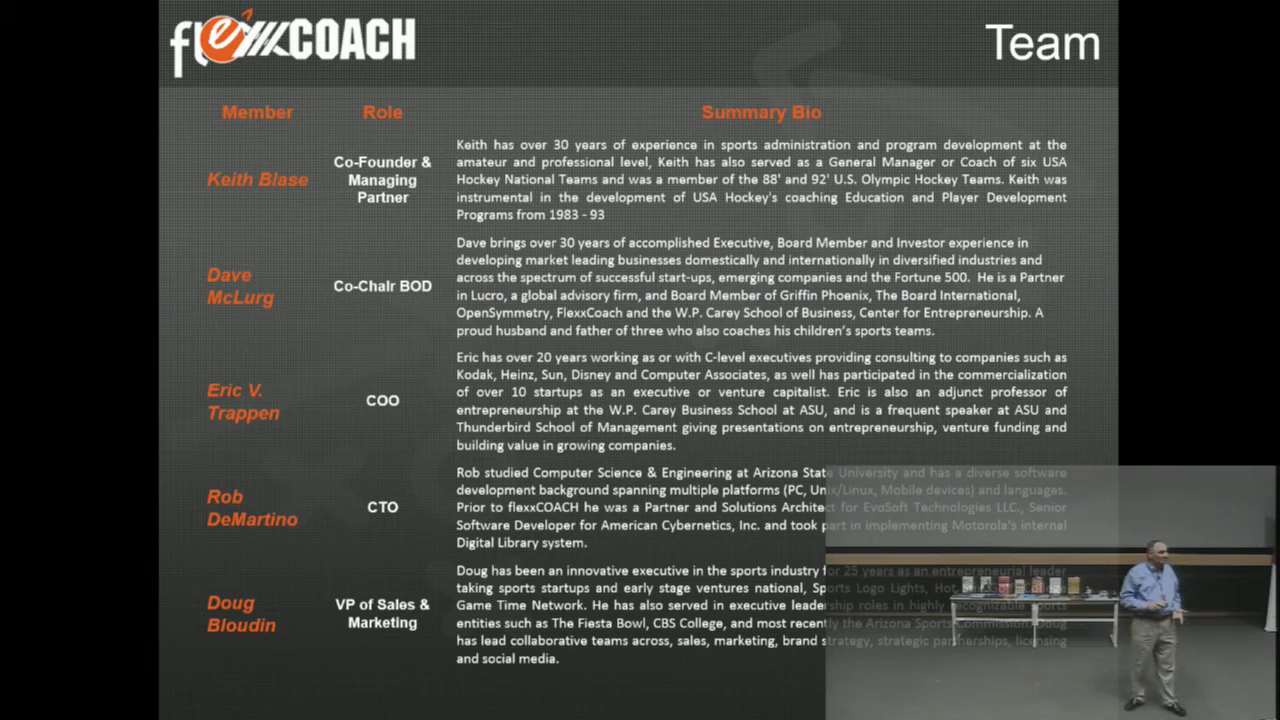 flexxCOACH
Team
Member Role Summary Bio
Keith Blase
Co-Founder &
Managing
Partner
Keith has over 30 years of experience in sports administration and program development at the
amateur and professional level, Keith has also served as a General Manager or Coach of six USA
Hockey National Teams and was a member of the 88' and 92' U.S. Olympic Hockey Teams. Keith was
instrumental in the development of USA Hockey's coaching Education and Player Development
Programs from 1983 - 93
Dave
McLurg
Co-Chair BOD
Dave brings over 30 years of accomplished Executive, Board Member and Investor experience in
developing market leading businesses domestically and internationally in diversified industries and
across the spectrum of successful start-ups, emerging companies and the Fortune 500. He is a Partner
in Lucro, a global advisory firm, and Board Member of Griffin Phoenix, The Board International,
OpenSymmetry, FlexxCoach and the W.P. Carey School of Business, Center for Entrepreneurship. A
proud husband and father of three who also coaches his children's sports teams.
Eric V.
Trappen
COO
Eric has over 20 years working as or with C-level executives providing consulting to companies such as
Kodak, Heinz, Sun, Disney and Computer Associates, as well has participated in the commercialization
of over 10 startups as an executive or venture capitalist. Eric is also an adjunct professor of
entrepreneurship at the W.P. Carey Business School at ASU, and is a frequent speaker at ASU and
Thunderbird School of Management giving presentations on entrepreneurship, venture funding and
building value in growing companies.
Rob
DeMartino
CTO
Rob studied Computer Science & Engineering at Arizona State University and has a diverse software
development background spanning multiple platforms (PC, Unix/Linux, Mobile devices) and languages.
Prior to flexxCOACH he was a Partner and Solutions Architect for EvoSoft Technologies LLC., Senior
Software Developer for American Cybernetics, Inc. and took part in implementing Motorola's internal
Digital Library system.
Doug
Bloudin
VP of Sales &
Marketing
Doug has been an innovative executive in the sports industry for 25 years as an entrepreneurial leader
taking sports startups and early stage ventures national, Sports Logo Lights, Hot
Game Time Network. He has also served in executive leadership roles in highly recognizable sports
entities such as The Fiesta Bowl, CBS College, and most recently the Arizona Sports Commission. Doug
has lead collaborative teams across, sales, marketing, brand strategy, strategic partnerships, licensing
and social media.